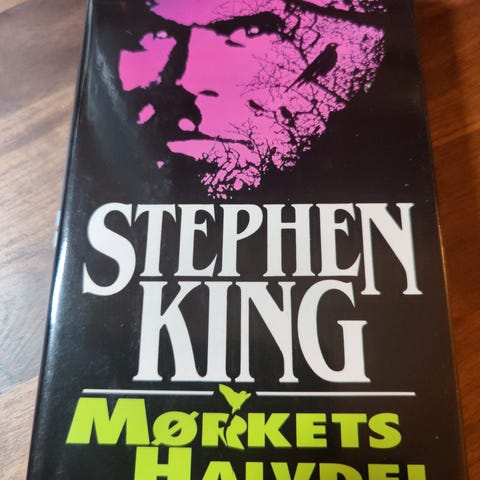 STEPHEN
KING
MØRKETS
HALVDEL